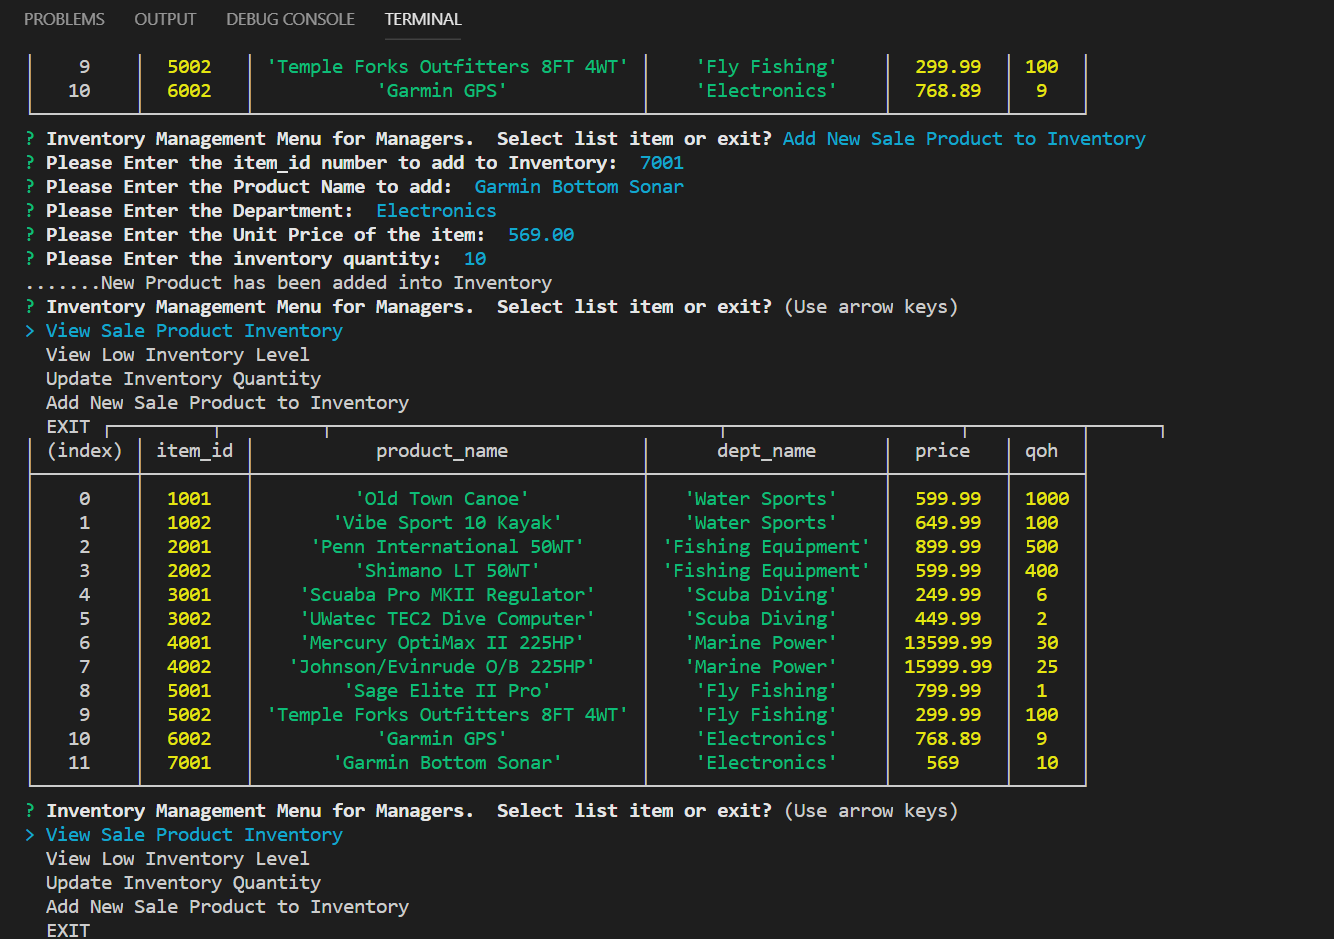 PROBLEMS OUTPUT DEBUG CONSOLE TERMINAL
9 5002 'Temple Forks Outfitters 8FT 4WT' 'Fly Fishing' 299.99 100
10 6002 'Garmin GPS' 'Electronics' 768.89 9
? Inventory Management Menu for Managers.  Select list item or exit? Add New Sale Product to Inventory
? Please Enter the item_id number to add to Inventory:  7001
? Please Enter the Product Name to add:  Garmin Bottom Sonar
? Please Enter the Department:  Electronics
? Please Enter the Unit Price of the item:  569.00
? Please Enter the inventory quantity:  10
.......New Product has been added into Inventory
? Inventory Management Menu for Managers.  Select list item or exit? (Use arrow keys)
> View Sale Product Inventory
View Low Inventory Level
Update Inventory Quantity
Add New Sale Product to Inventory
EXIT
(index) item_id product_name dept_name price qoh
0 1001 'Old Town Canoe' 'Water Sports' 599.99 1000
1 1002 'Vibe Sport 10 Kayak' 'Water Sports' 649.99 100
2 2001 'Penn International 50WT' 'Fishing Equipment' 899.99 500
3 2002 'Shimano LT 50WT' 'Fishing Equipment' 599.99 400
4 3001 'Scuaba Pro MKII Regulator' 'Scuba Diving' 249.99 6
5 3002 'UWatec TEC2 Dive Computer' 'Scuba Diving' 449.99 2
6 4001 'Mercury OptiMax II 225HP' 'Marine Power' 13599.99 30
7 4002 'Johnson/Evinrude O/B 225HP' 'Marine Power' 15999.99 25
8 5001 'Sage Elite II Pro' 'Fly Fishing' 799.99 1
9 5002 'Temple Forks Outfitters 8FT 4WT' 'Fly Fishing' 299.99 100
10 6002 'Garmin GPS' 'Electronics' 768.89 9
11 7001 'Garmin Bottom Sonar' 'Electronics' 569 10
? Inventory Management Menu for Managers.  Select list item or exit? (Use arrow keys)
> View Sale Product Inventory
View Low Inventory Level
Update Inventory Quantity
Add New Sale Product to Inventory
EXIT